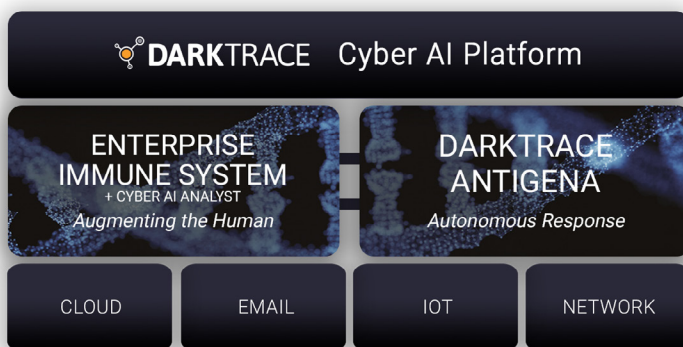 DARKTRACE Cyber AI Platform
ENTERPRISE
IMMUNE SYSTEM
+ CYBER AI ANALYST
Augmenting the Human
DARKTRACE
ANTIGENA
Autonomous Response
CLOUD
EMAIL
IOT
NETWORK